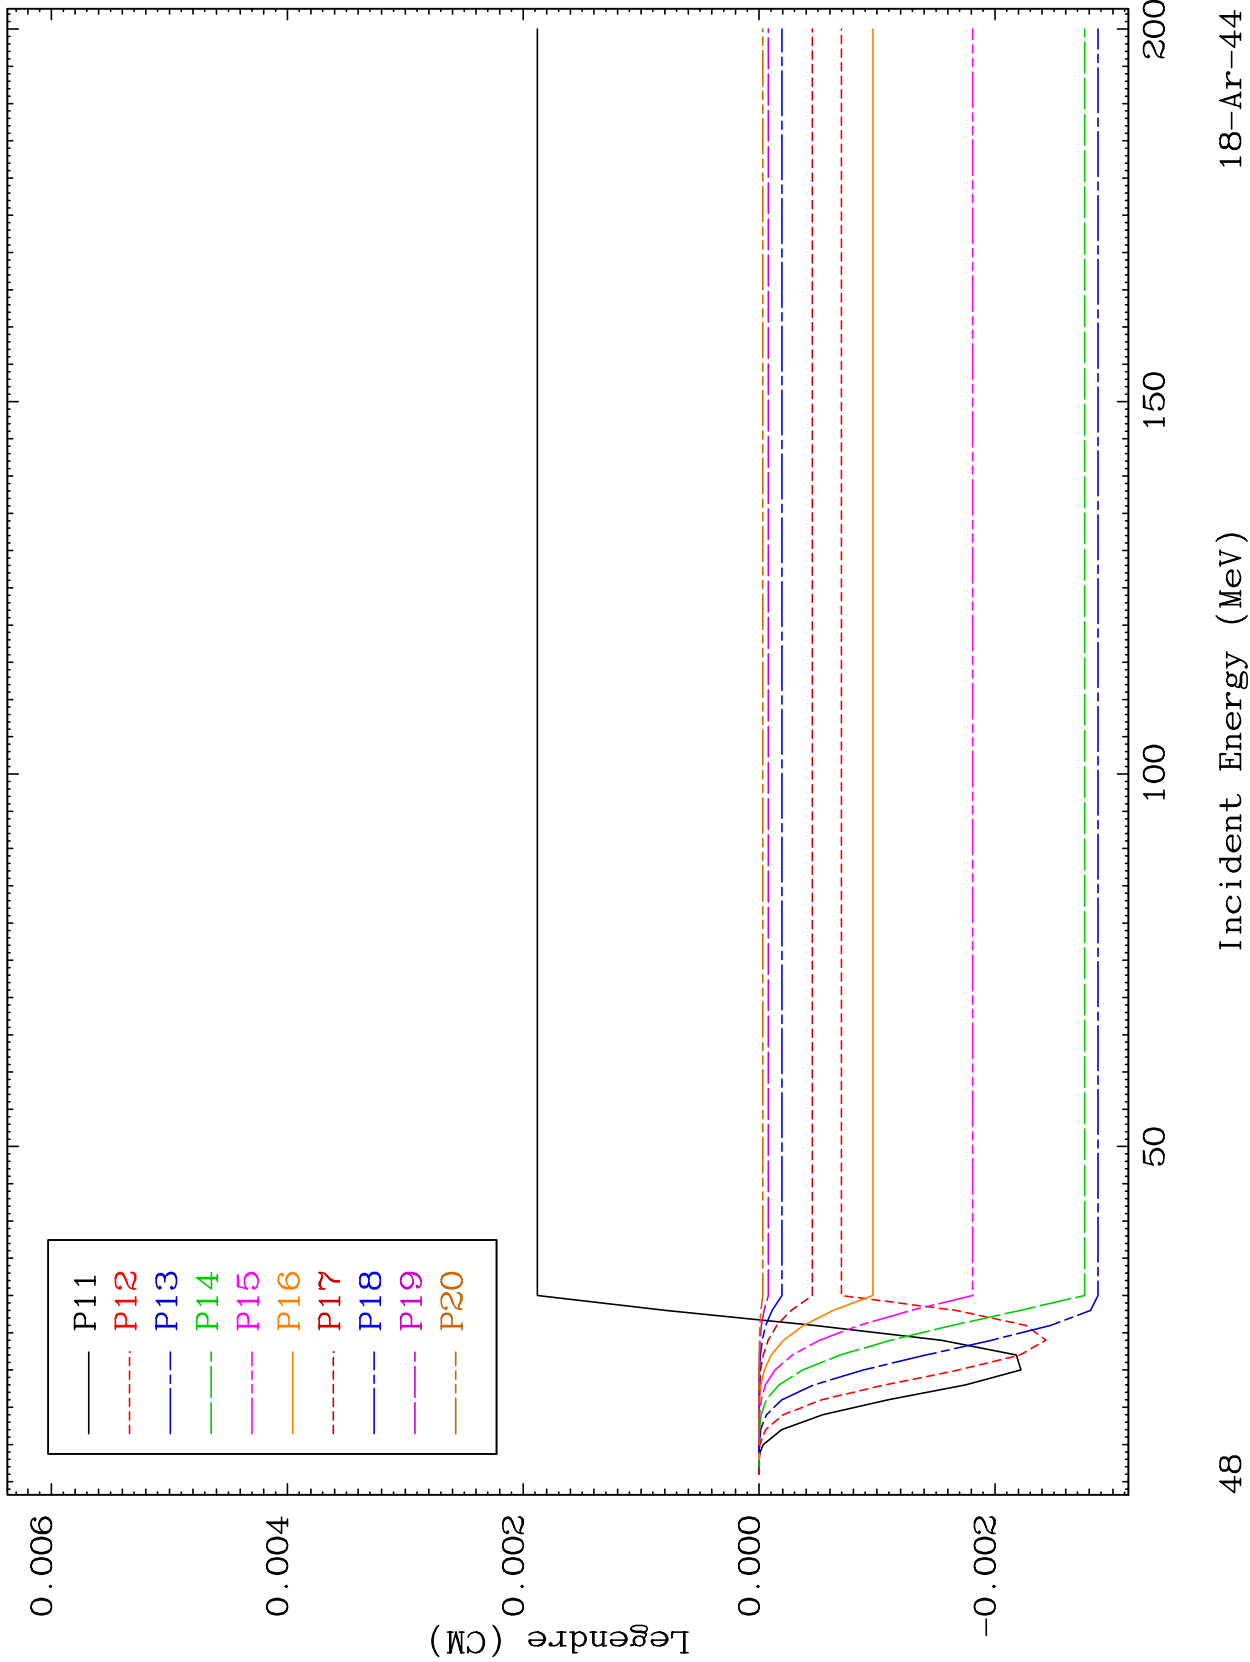 0.006
0.004
0.002
0.000
-0.002
Legendre (CM)
P11
P12
P13
P14
P15
P16
P17
P18
P19
P20
50
100
150
200
48
Incident Energy (MeV)
18-Ar-44